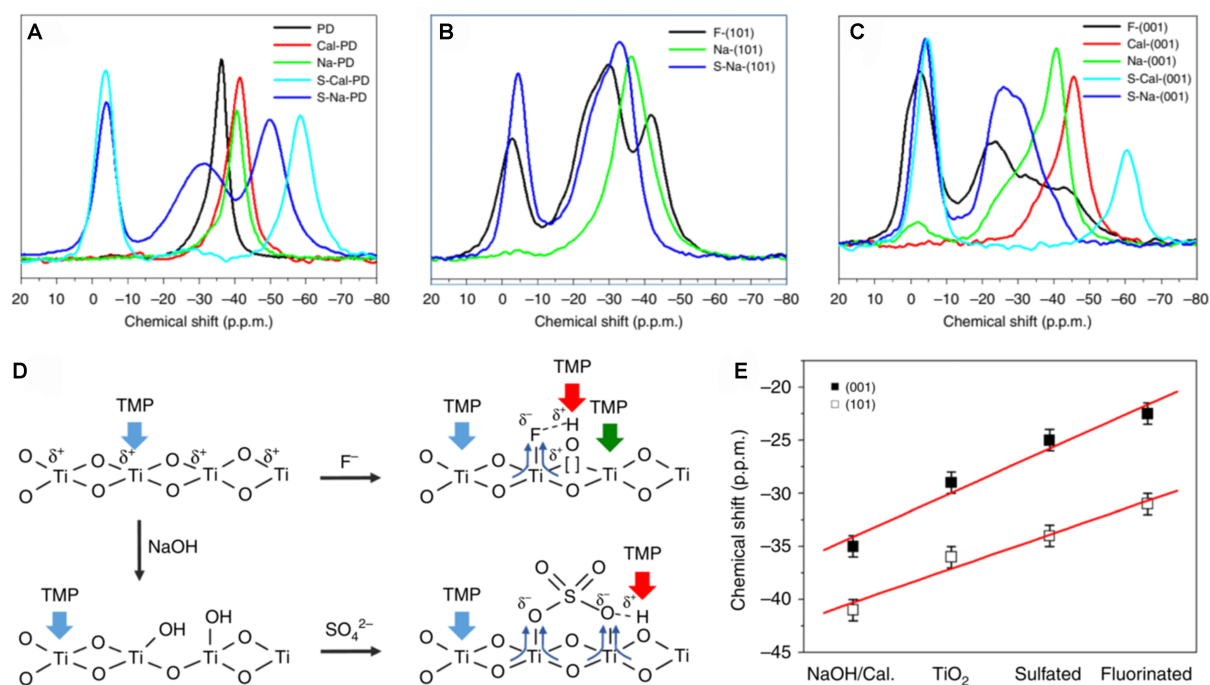 A
PD
Cal-PD
Na-PD
S-Cal-PD
S-Na-PD
20 10 0 -10 -20 -30 -40 -50 -60 -70 -80
Chemical shift (p.p.m.)
B
F-(101)
Na-(101)
S-Na-(101)
20 10 0 -10 -20 -30 -40 -50 -60 -70 -80
Chemical shift (p.p.m.)
C
F-(001)
Cal-(001)
Na-(001)
S-Cal-(001)
S-Na-(001)
20 10 0 -10 -20 -30 -40 -50 -60 -70 -80
Chemical shift (p.p.m.)
D
TMP
O δ⁺ O δ⁺ O δ⁺ O δ⁺
Ti Ti Ti Ti
O O O O
F⁻
TMP
TMP TMP
δ⁻ δ⁺ H
F O
O O δ⁺ [ ] O
Ti Ti Ti Ti
O O O O
NaOH
TMP
OH OH
O O O
Ti Ti Ti Ti
O O O O
SO₄²⁻
TMP
TMP
O O
S
δ⁻ δ⁻ δ⁺
O O H
O O O O
Ti Ti Ti Ti
O O O O
E
(001)
(101)
Chemical shift (p.p.m.)
–20
–25
–30
–35
–40
–45
NaOH/Cal. TiO₂ Sulfated Fluorinated